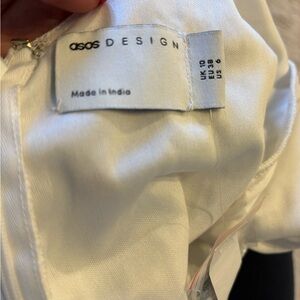 asos DESIGN
Made in India
UK 10
EU 38
US 6